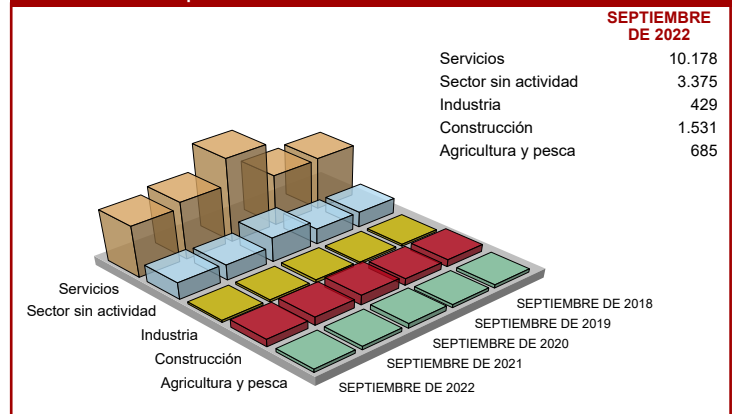 SEPTIEMBRE
DE 2022
Servicios 10.178
Sector sin actividad 3.375
Industria 429
Construcción 1.531
Agricultura y pesca 685
Servicios
Sector sin actividad
Industria
Construcción
Agricultura y pesca
SEPTIEMBRE DE 2018
SEPTIEMBRE DE 2019
SEPTIEMBRE DE 2020
SEPTIEMBRE DE 2021
SEPTIEMBRE DE 2022